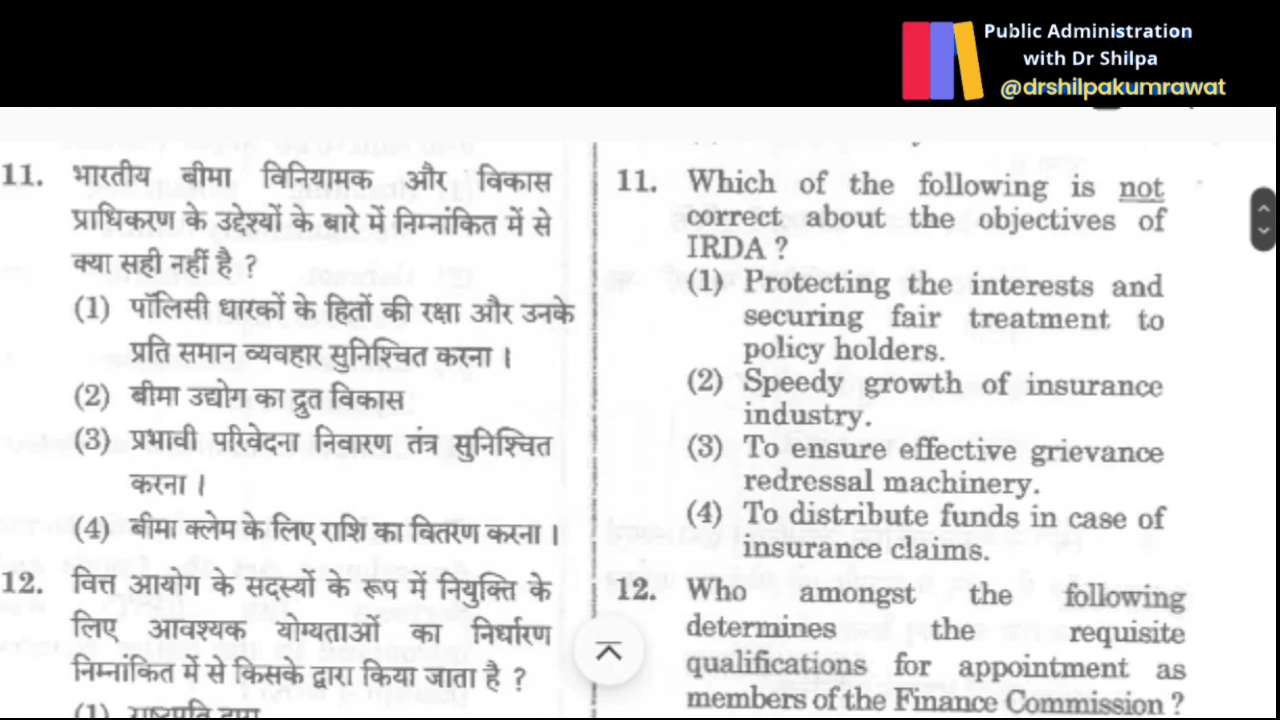 Public Administration
with Dr Shilpa
@drshilpakumrawat
11. भारतीय बीमा विनियामक और विकास
प्राधिकरण के उद्देश्यों के बारे में निम्नांकित में से
क्या सही नहीं है ?
(1) पॉलिसी धारकों के हितों की रक्षा और उनके
प्रति समान व्यवहार सुनिश्चित करना ।
(2) बीमा उद्योग का द्रुत विकास
(3) प्रभावी परिवेदना निवारण तंत्र सुनिश्चित
करना ।
(4) बीमा क्लेम के लिए राशि का वितरण करना ।
12. वित्त आयोग के सदस्यों के रूप में नियुक्ति के
लिए आवश्यक योग्यताओं का निर्धारण
निम्नांकित में से किसके द्वारा किया जाता है ?
(1) राष्ट्रपति द्वारा
11. Which of the following is not
correct about the objectives of
IRDA ?
(1) Protecting the interests and
securing fair treatment to
policy holders.
(2) Speedy growth of insurance
industry.
(3) To ensure effective grievance
redressal machinery.
(4) To distribute funds in case of
insurance claims.
12. Who amongst the following
determines the requisite
qualifications for appointment as
members of the Finance Commission ?